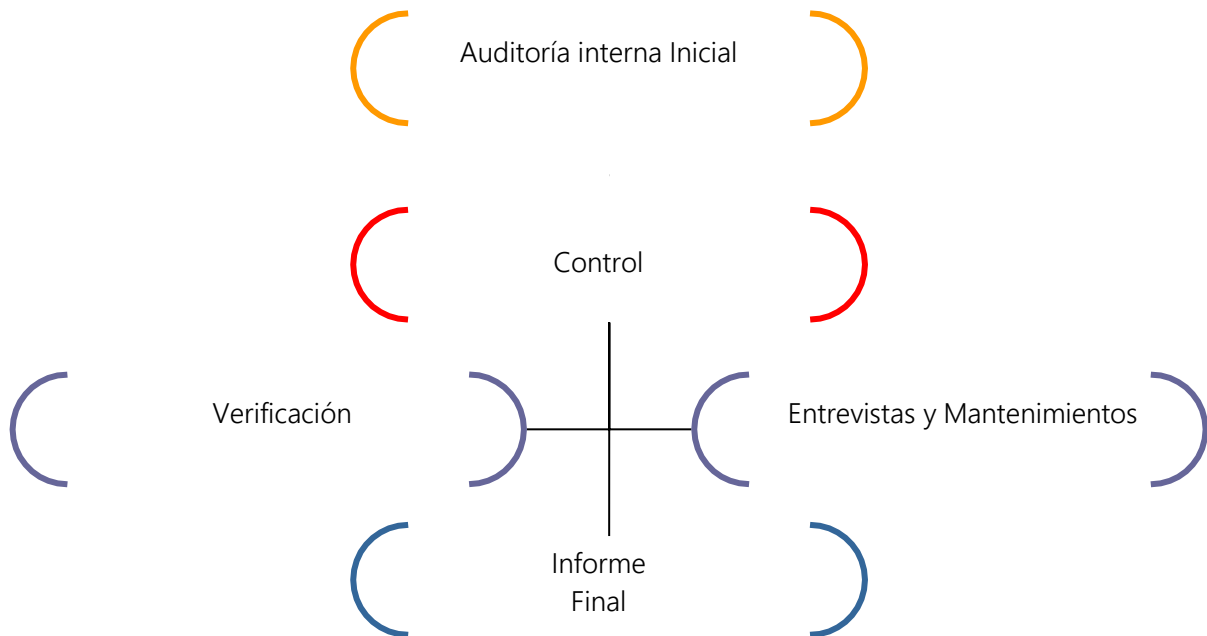 Auditoría interna Inicial
Control
Verificación
Entrevistas y Mantenimientos
Informe
Final